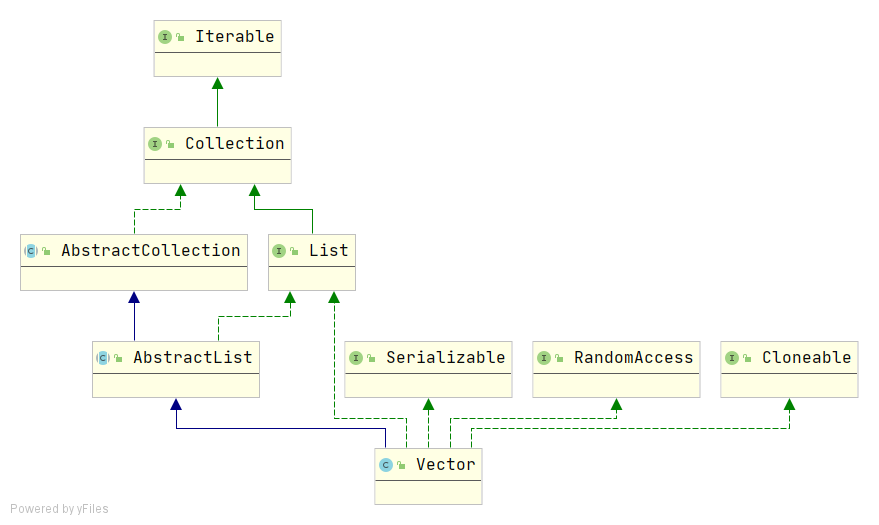 I Iterable
I Collection
C AbstractCollection
I List
C AbstractList
I Serializable
I RandomAccess
I Cloneable
C Vector
Powered by yFiles